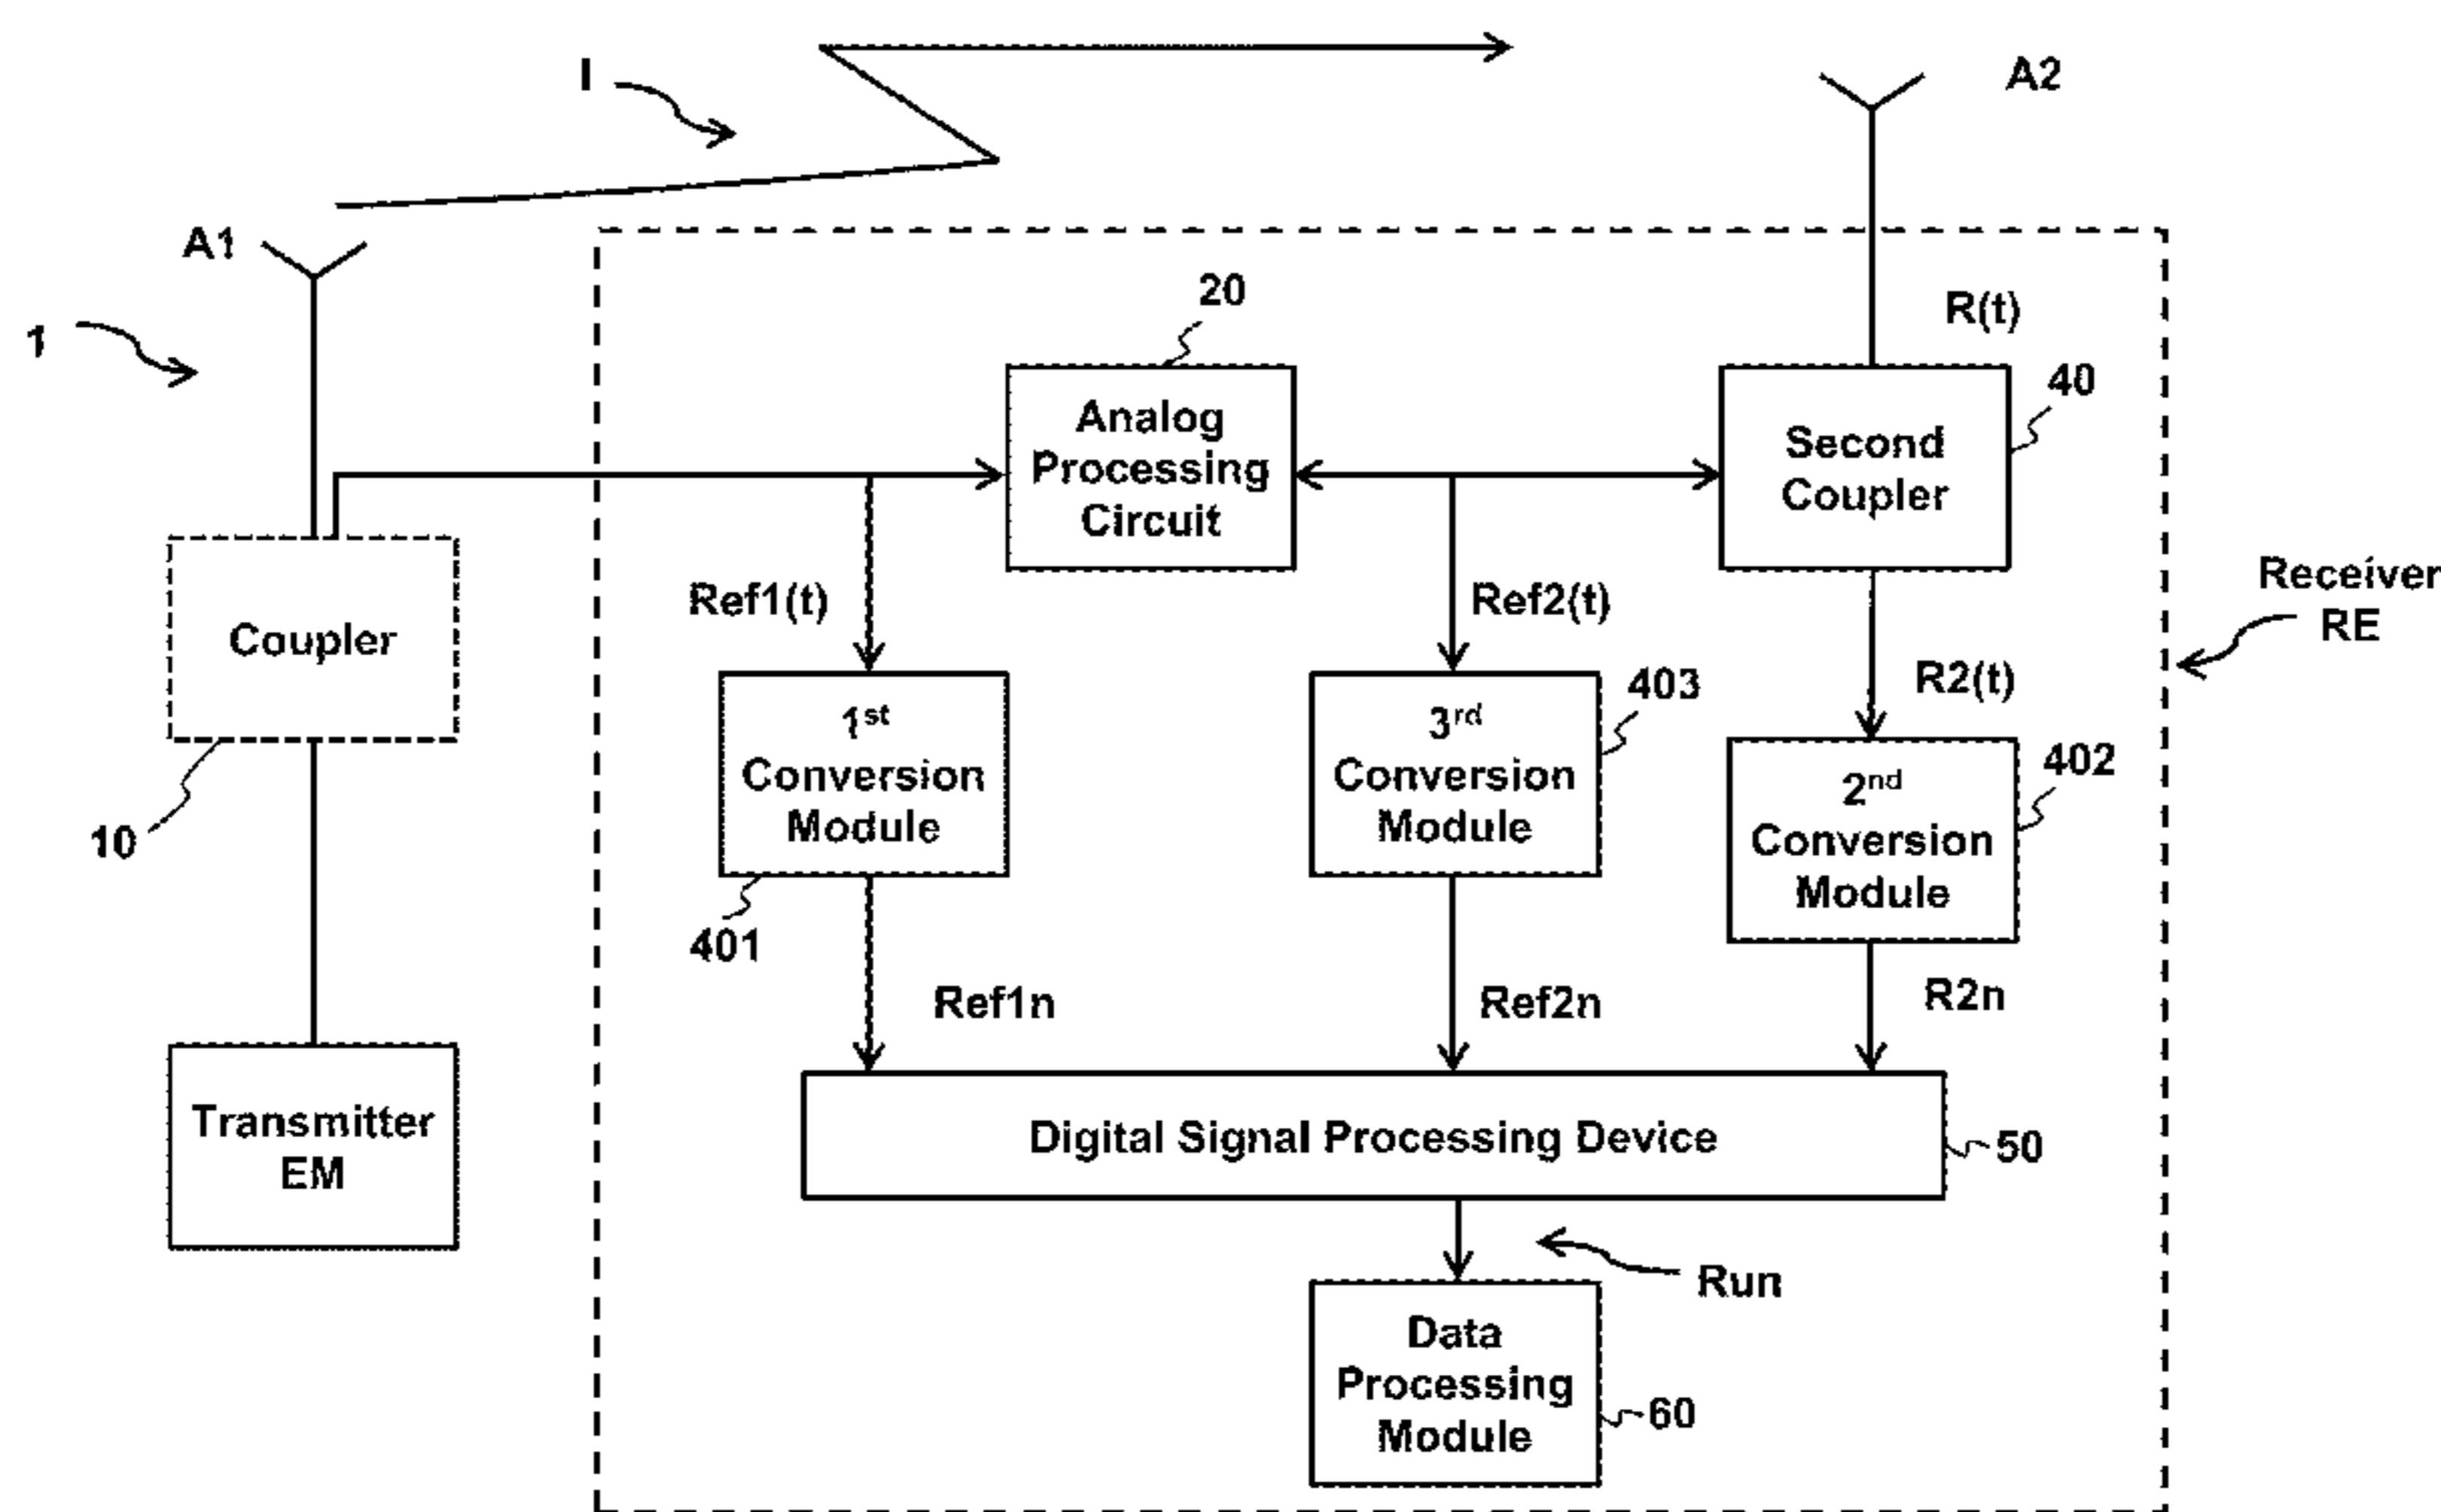 I
A2
A1
1
20
R(t)
Analog
Processing
Circuit
40
Second
Coupler
Receiver
RE
Coupler
Ref1(t)
Ref2(t)
R2(t)
10
1st
Conversion
Module
401
403
3rd
Conversion
Module
402
2nd
Conversion
Module
Ref1n
Ref2n
R2n
Transmitter
EM
Digital Signal Processing Device
50
Run
Data
Processing
Module
60